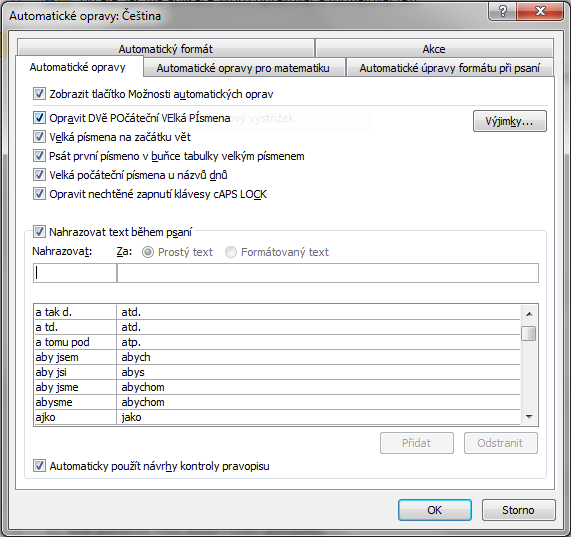 Automatické opravy: Čeština
Automatický formát
Akce
Automatické opravy
Automatické opravy pro matematiku
Automatické úpravy formátu při psaní
Zobrazit tlačítko Možnosti automatických oprav
Opravit DVě POčáteční VElká PÍsmena
Výjimky...
Velká písmena na začátku vět
Psát první písmeno v buňce tabulky velkým písmenem
Velká počáteční písmena u názvů dnů
Opravit nechtěné zapnutí klávesy cAPS LOCK
Nahrazovat text během psaní
Nahrazovat: Za: Prostý text Formátovaný text
a tak d. atd.
a td. atd.
a tomu pod atp.
aby jsem abych
aby jsi abys
aby jsme abychom
abysme abychom
ajko jako
Přidat Odstranit
Automaticky použít návrhy kontroly pravopisu
OK Storno